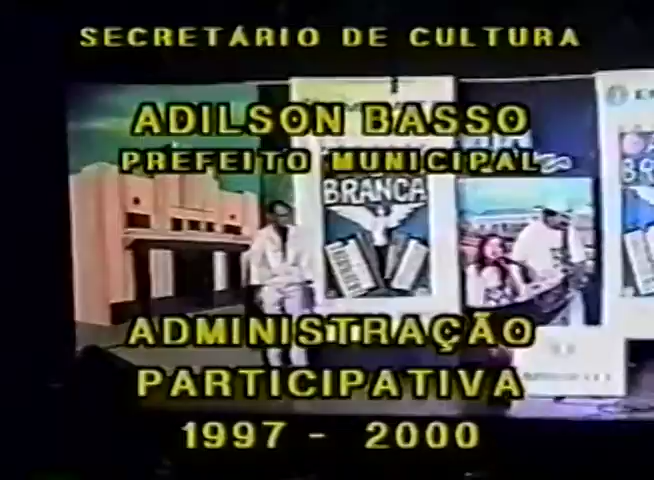 SECRETÁRIO DE CULTURA
ADILSON BASSO
PREFEITO MUNICIPAL
BRANCA
ADMINISTRAÇÃO
PARTICIPATIVA
1997 - 2000